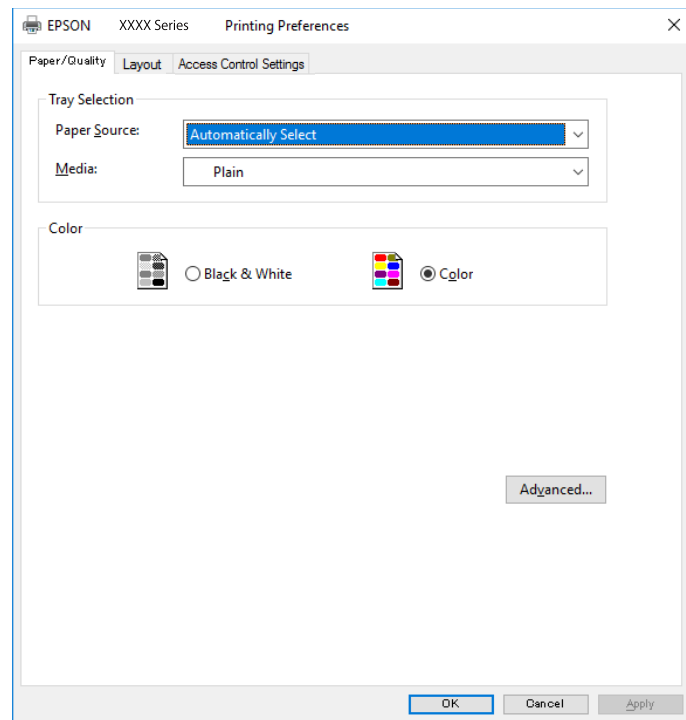 EPSON XXXX Series Printing Preferences
Paper/Quality Layout Access Control Settings
Tray Selection
Paper Source: Automatically Select
Media: Plain
Color
Black & White Color
Advanced...
OK Cancel Apply